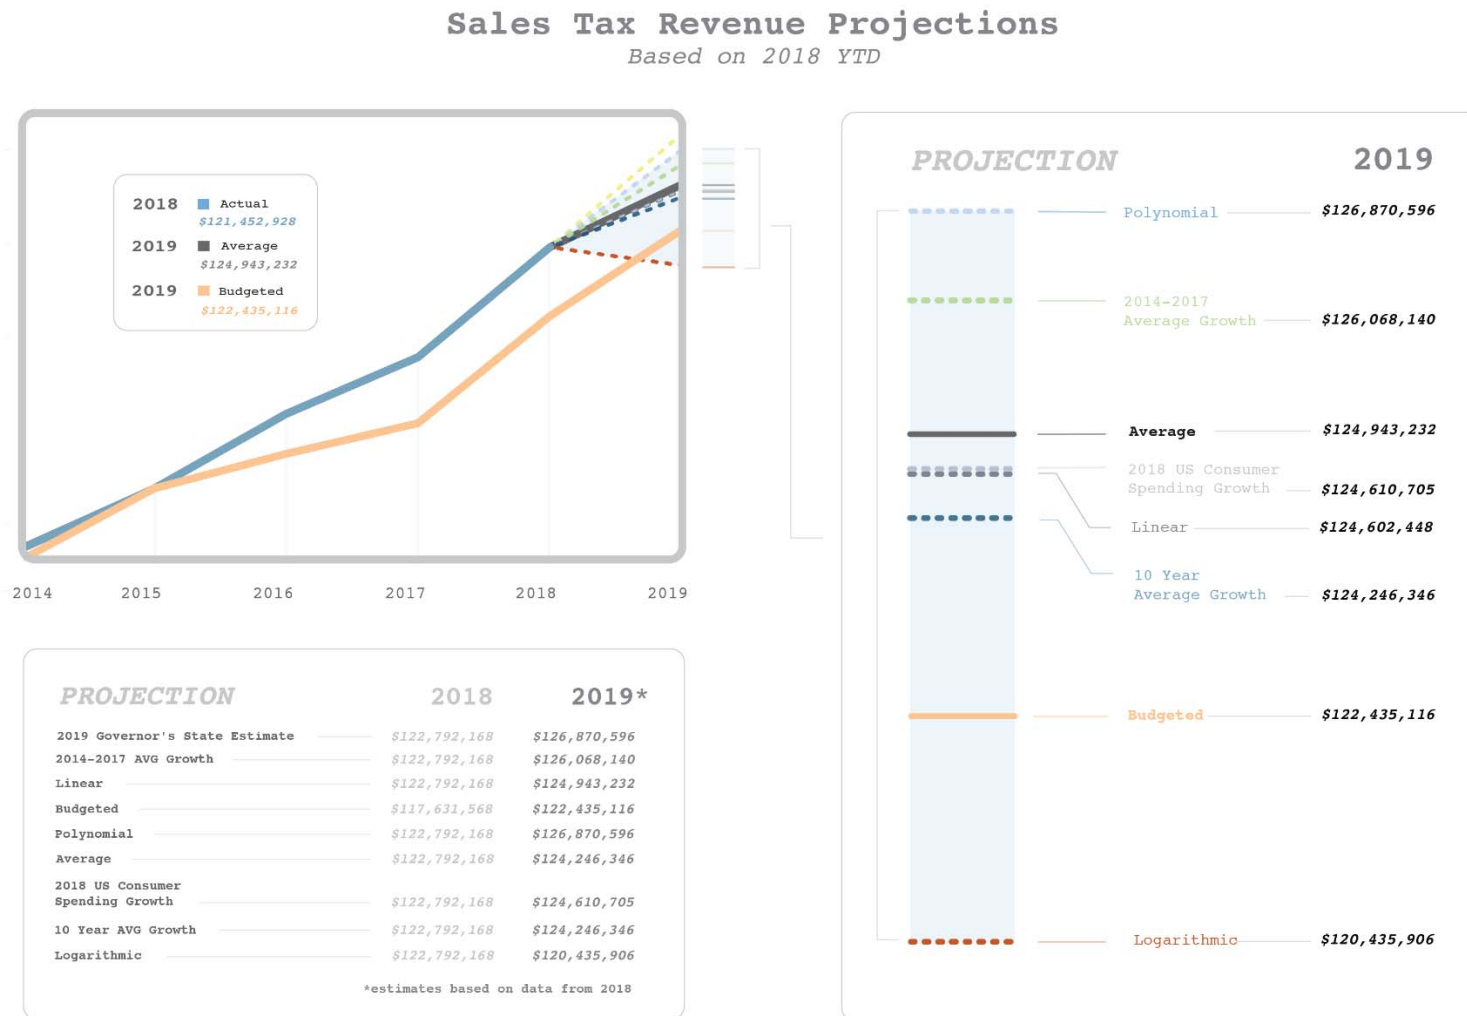 Sales Tax Revenue Projections
Based on 2018 YTD
2018 Actual
$121,452,928
2019 Average
$124,943,232
2019 Budgeted
$122,435,116
2014 2015 2016 2017 2018 2019
PROJECTION 2018 2019*
2019 Governor's State Estimate $122,792,168 $126,870,596
2014-2017 AVG Growth $122,792,168 $126,068,140
Linear $122,792,168 $124,943,232
Budgeted $117,631,568 $122,435,116
Polynomial $122,792,168 $126,870,596
Average $122,792,168 $124,246,346
2018 US Consumer
Spending Growth $122,792,168 $124,610,705
10 Year AVG Growth $122,792,168 $124,246,346
Logarithmic $122,792,168 $120,435,906
*estimates based on data from 2018
PROJECTION 2019
Polynomial $126,870,596
2014-2017
Average Growth $126,068,140
Average $124,943,232
2018 US Consumer
Spending Growth $124,610,705
Linear $124,602,448
10 Year
Average Growth $124,246,346
Budgeted $122,435,116
Logarithmic $120,435,906